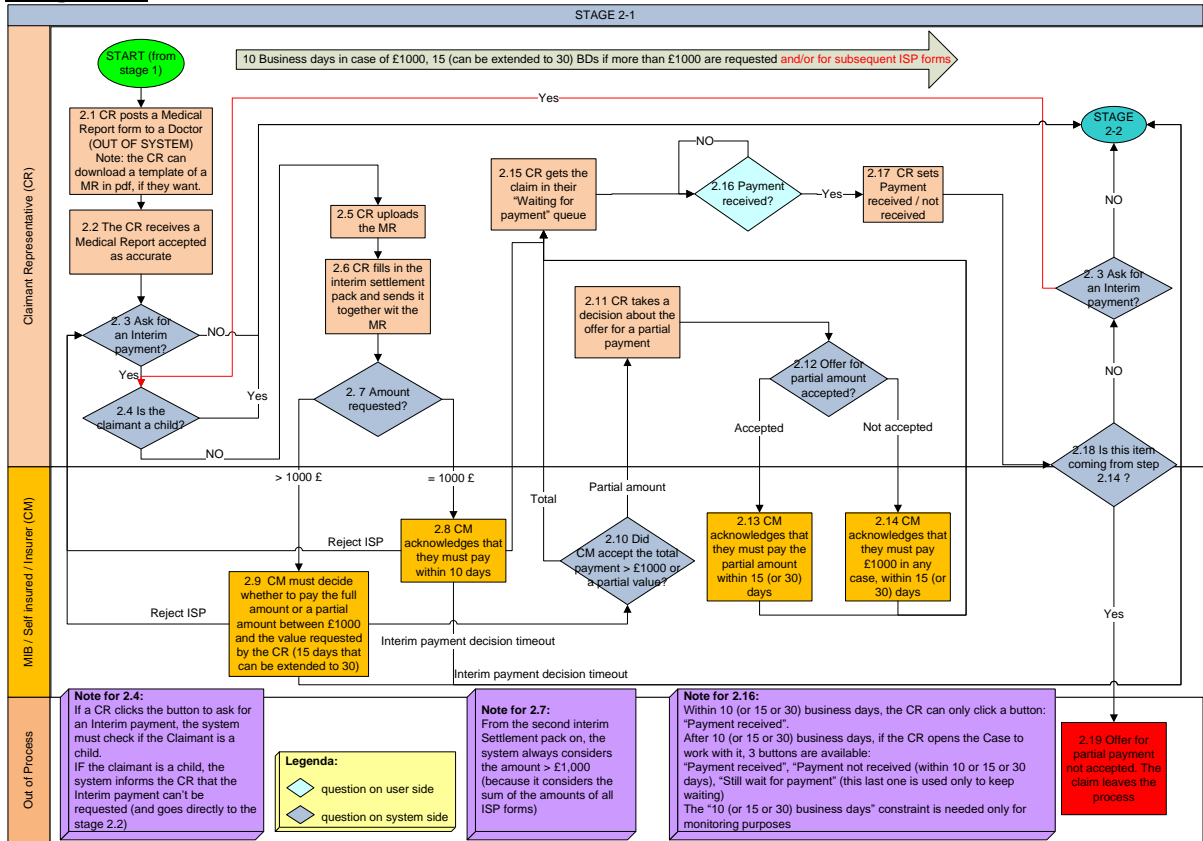 STAGE 2-1
Claimant Representative (CR)
START (from
stage 1)
10 Business days in case of £1000, 15 (can be extended to 30) BDs if more than £1000 are requested and/or for subsequent ISP forms
Yes
STAGE
2-2
2.1 CR posts a Medical
Report form to a Doctor
(OUT OF SYSTEM)
Note: the CR can
download a template of a
MR in pdf, if they want.
2.2 The CR receives a
Medical Report accepted
as accurate
2. 3 Ask for
an Interim
payment?
NO
Yes
2.4 Is the
claimant a child?
Yes
NO
2.5 CR uploads
the MR
2.6 CR fills in the
interim settlement
pack and sends it
together wit the
MR
2. 7 Amount
requested?
> 1000 £
= 1000 £
2.15 CR gets the
claim in their
“Waiting for
payment” queue
NO
2.16 Payment
received?
Yes
2.17 CR sets
Payment
received / not
received
2.11 CR takes a
decision about the
offer for a partial
payment
2.12 Offer for
partial amount
accepted?
Accepted
Not accepted
NO
2. 3 Ask for
an Interim
payment?
NO
2.18 Is this item
coming from step
2.14 ?
Yes
MIB / Self insured / Insurer (CM)
Reject ISP
2.8 CM
acknowledges that
they must pay
within 10 days
Reject ISP
2.9 CM must decide
whether to pay the full
amount or a partial
amount between £1000
and the value requested
by the CR (15 days that
can be extended to 30)
Interim payment decision timeout
Interim payment decision timeout
Total
Partial amount
2.10 Did
CM accept the total
payment > £1000 or
a partial value?
2.13 CM
acknowledges that
they must pay the
partial amount
within 15 (or 30)
days
2.14 CM
acknowledges that
they must pay
£1000 in any
case, within 15 (or
30) days
Out of Process
Note for 2.4:
If a CR clicks the button to ask for
an Interim payment, the system
must check if the Claimant is a
child.
IF the claimant is a child, the
system informs the CR that the
Interim payment can’t be
requested (and goes directly to the
stage 2.2)
Legenda:
question on user side
question on system side
Note for 2.7:
From the second interim
Settlement pack on, the
system always considers
the amount > £1,000
(because it considers the
sum of the amounts of all
ISP forms)
Note for 2.16:
Within 10 (or 15 or 30) business days, the CR can only click a button:
“Payment received”.
After 10 (or 15 or 30) business days, if the CR opens the Case to
work with it, 3 buttons are available:
“Payment received”, “Payment not received (within 10 or 15 or 30
days), “Still wait for payment” (this last one is used only to keep
waiting)
The “10 (or 15 or 30) business days” constraint is needed only for
monitoring purposes
2.19 Offer for
partial payment
not accepted. The
claim leaves the
process